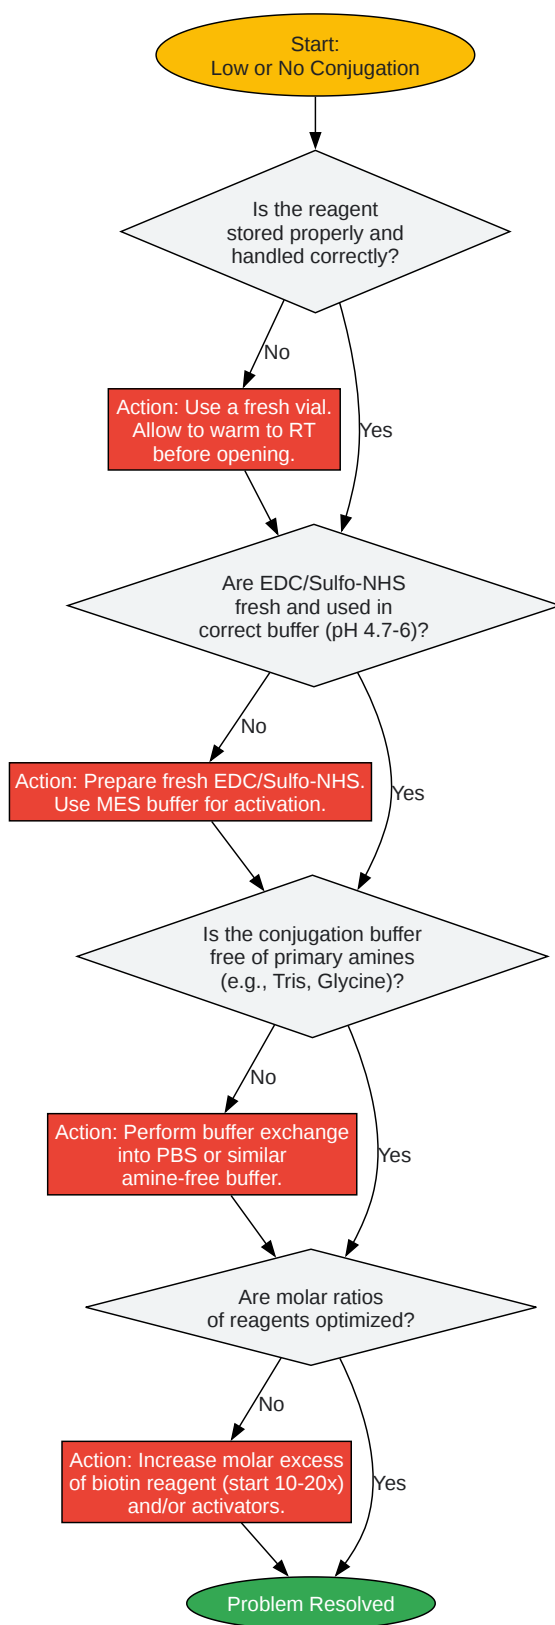 Start:
Low or No Conjugation
Is the reagent
stored properly and
handled correctly?
No
Action: Use a fresh vial.
Allow to warm to RT
before opening.
Yes
Are EDC/Sulfo-NHS
fresh and used in
correct buffer (pH 4.7-6)?
No
Action: Prepare fresh EDC/Sulfo-NHS.
Use MES buffer for activation.
Yes
Is the conjugation buffer
free of primary amines
(e.g., Tris, Glycine)?
No
Action: Perform buffer exchange
into PBS or similar
amine-free buffer.
Yes
Are molar ratios
of reagents optimized?
No
Action: Increase molar excess
of biotin reagent (start 10-20x)
and/or activators.
Yes
Problem Resolved